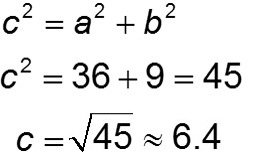 c² = a² + b²
c² = 36 + 9 = 45
c = √45 ≈ 6.4